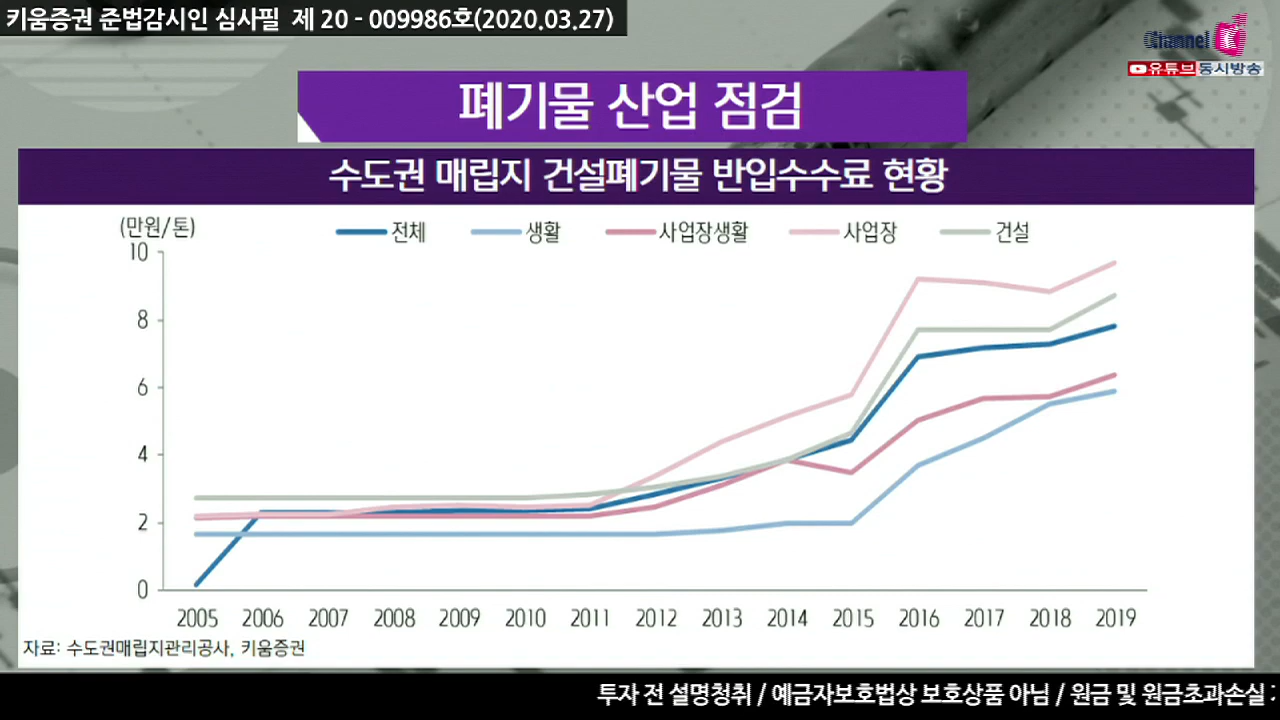 키움증권 준법감시인 심사필 제 20 - 009986호(2020.03.27)
Channel
유튜브 동시방송
폐기물 산업 점검
수도권 매립지 건설폐기물 반입수수료 현황
(만원/톤)
전체 생활 사업장생활 사업장 건설
10
8
6
4
2
0
2005 2006 2007 2008 2009 2010 2011 2012 2013 2014 2015 2016 2017 2018 2019
자료: 수도권매립지관리공사, 키움증권
투자 전 설명청취 / 예금자보호법상 보호상품 아님 / 원금 및 원금초과손실